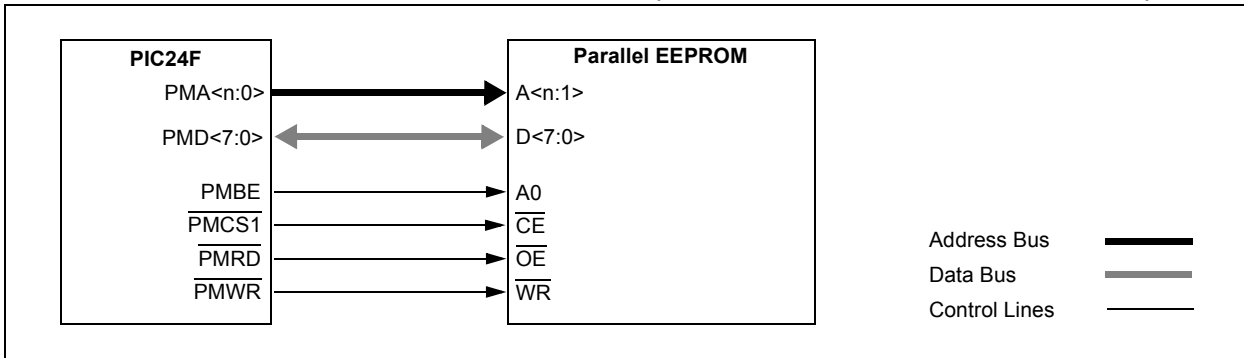 PIC24F
PMA<n:0>
PMD<7:0>
PMBE
PMCS1
PMRD
PMWR
Parallel EEPROM
A<n:1>
D<7:0>
A0
CE
OE
WR
Address Bus
Data Bus
Control Lines